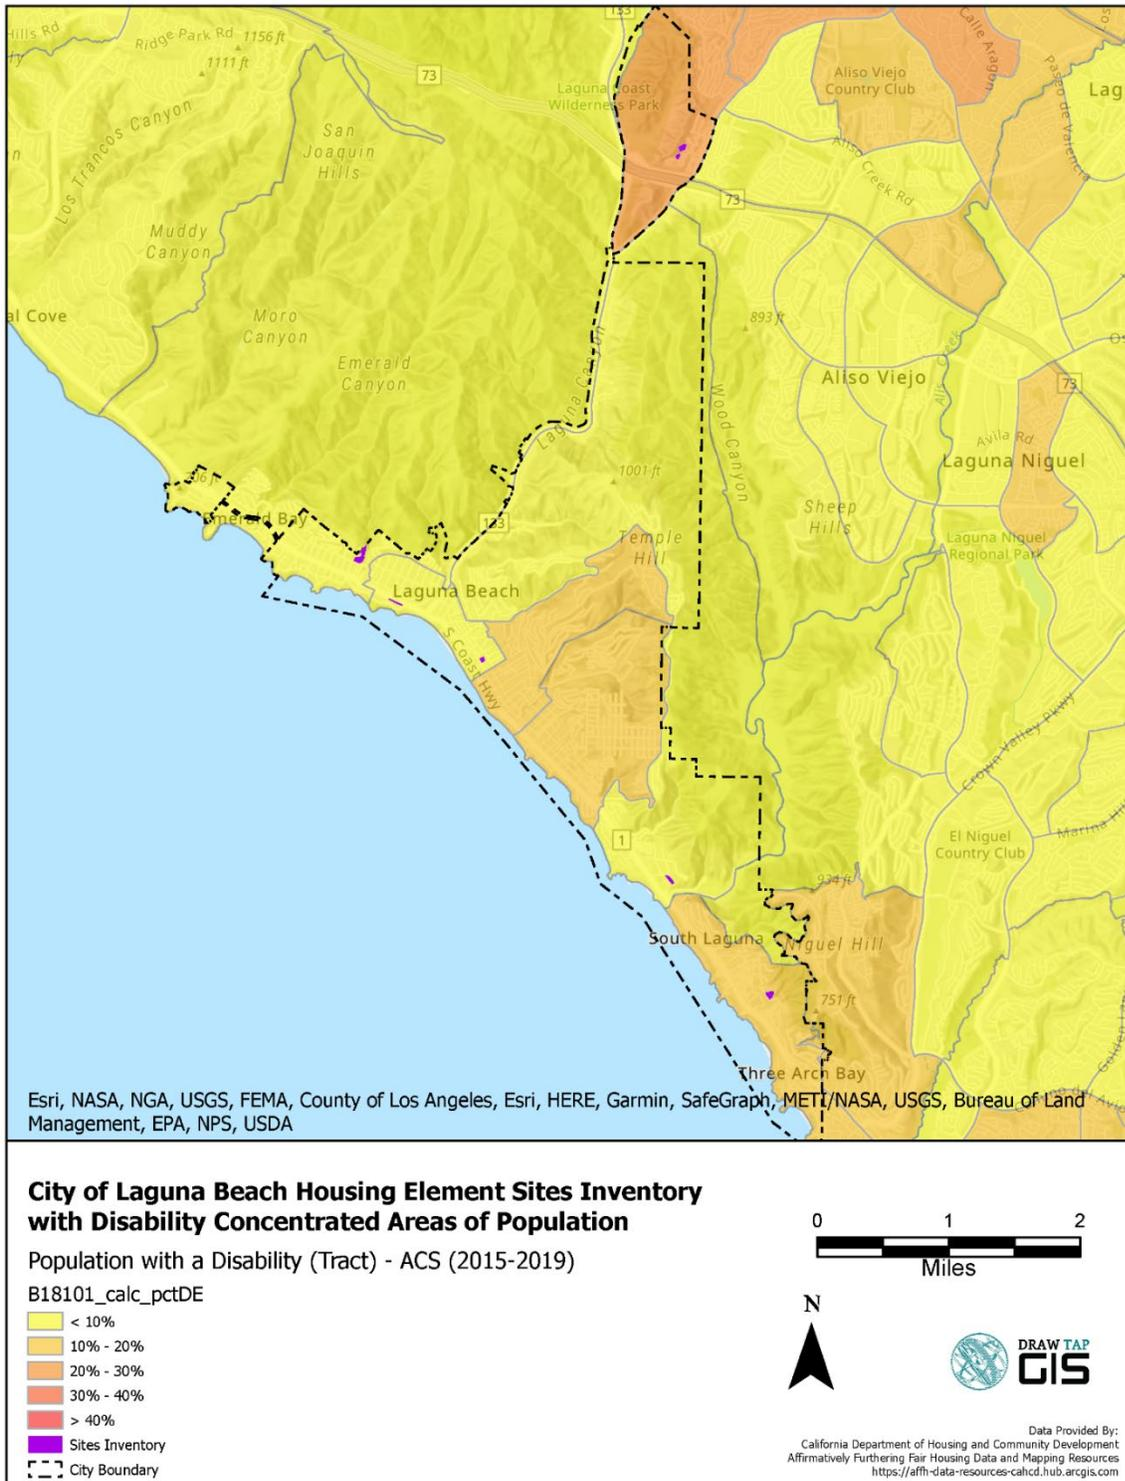 133
Hills Rd
Ridge Park Rd
1156 ft
1111 ft
73
Laguna Coast
Wilderness Park
Calle Aragon
Aliso Viejo
Country Club
Paseo de Valencia
Lag
Los Trancos Canyon
San
Joaquin
Hills
Aliso Creek Rd
73
Muddy
Canyon
al Cove
Moro
Canyon
893 ft
Emerald
Canyon
Laguna Canyon
Aliso Viejo
73
Wood Canyon
Avila Rd
Laguna Niguel
1001 ft
Sheep
Hills
Emerald Bay
133
Temple
Hill
Laguna Niguel
Regional Park
Laguna Beach
S Coast Hwy
Crown Valley Pkwy
1
El Niguel
Country Club
934 ft
South Laguna
Niguel Hill
751 ft
Three Arch Bay
Esri, NASA, NGA, USGS, FEMA, County of Los Angeles, Esri, HERE, Garmin, SafeGraph, METI/NASA, USGS, Bureau of Land
Management, EPA, NPS, USDA
City of Laguna Beach Housing Element Sites Inventory
with Disability Concentrated Areas of Population
Population with a Disability (Tract) - ACS (2015-2019)
B18101_calc_pctDE
< 10%
10% - 20%
20% - 30%
30% - 40%
> 40%
Sites Inventory
City Boundary
0 1 2
Miles
N
DRAW TAP
GIS
Data Provided By:
California Department of Housing and Community Development
Affirmatively Furthering Fair Housing Data and Mapping Resources
https://affh-data-resources-cahcd.hub.arcgis.com